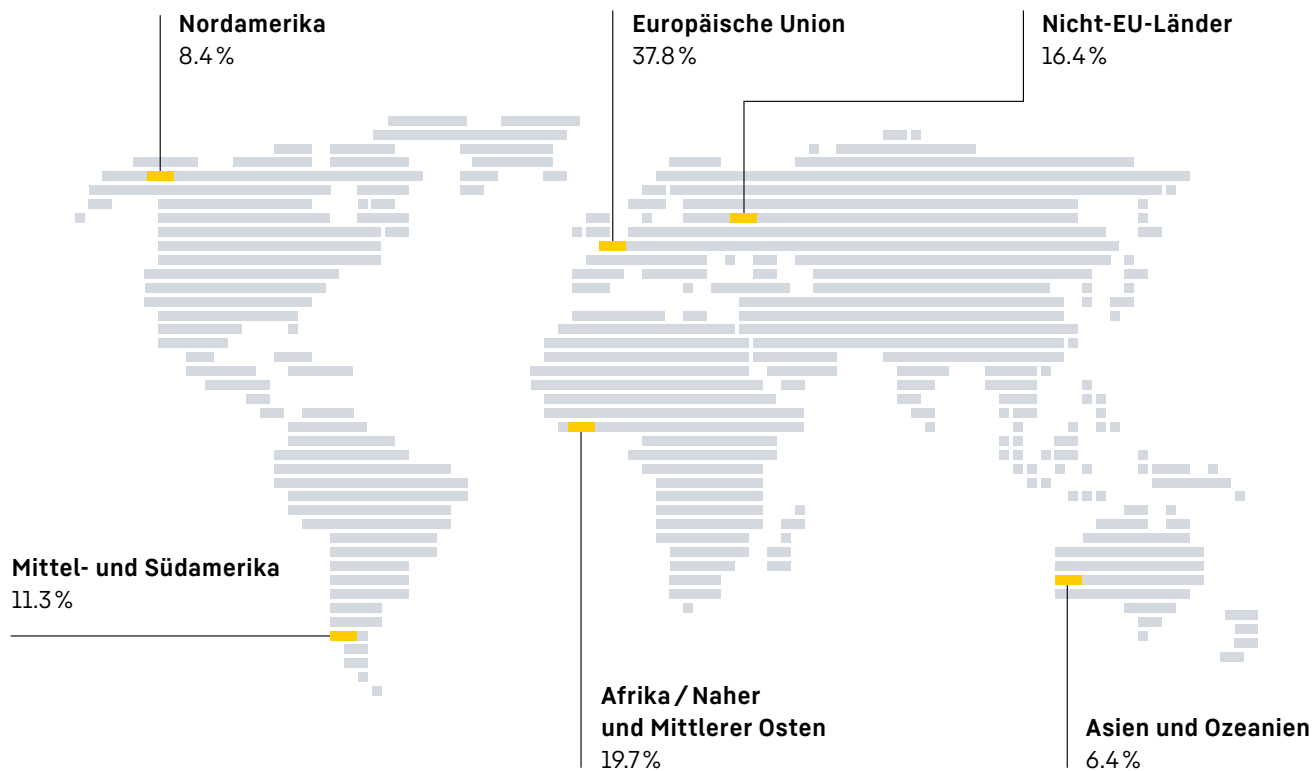 Nordamerika
8.4 %
Europäische Union
37.8 %
Nicht-EU-Länder
16.4 %
Mittel- und Südamerika
11.3 %
Afrika / Naher
und Mittlerer Osten
19.7 %
Asien und Ozeanien
6.4 %